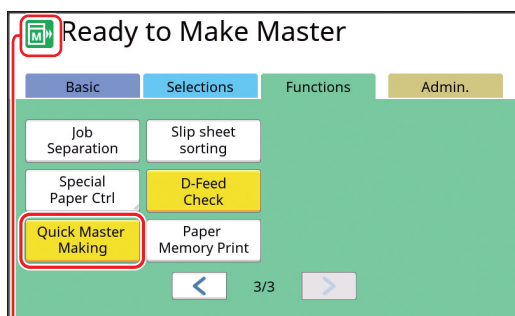 M
Ready to Make Master
Basic
Selections
Functions
Admin.
Job
Separation
Slip sheet
sorting
Special
Paper Ctrl
D-Feed
Check
Quick Master
Making
Paper
Memory Print
3/3